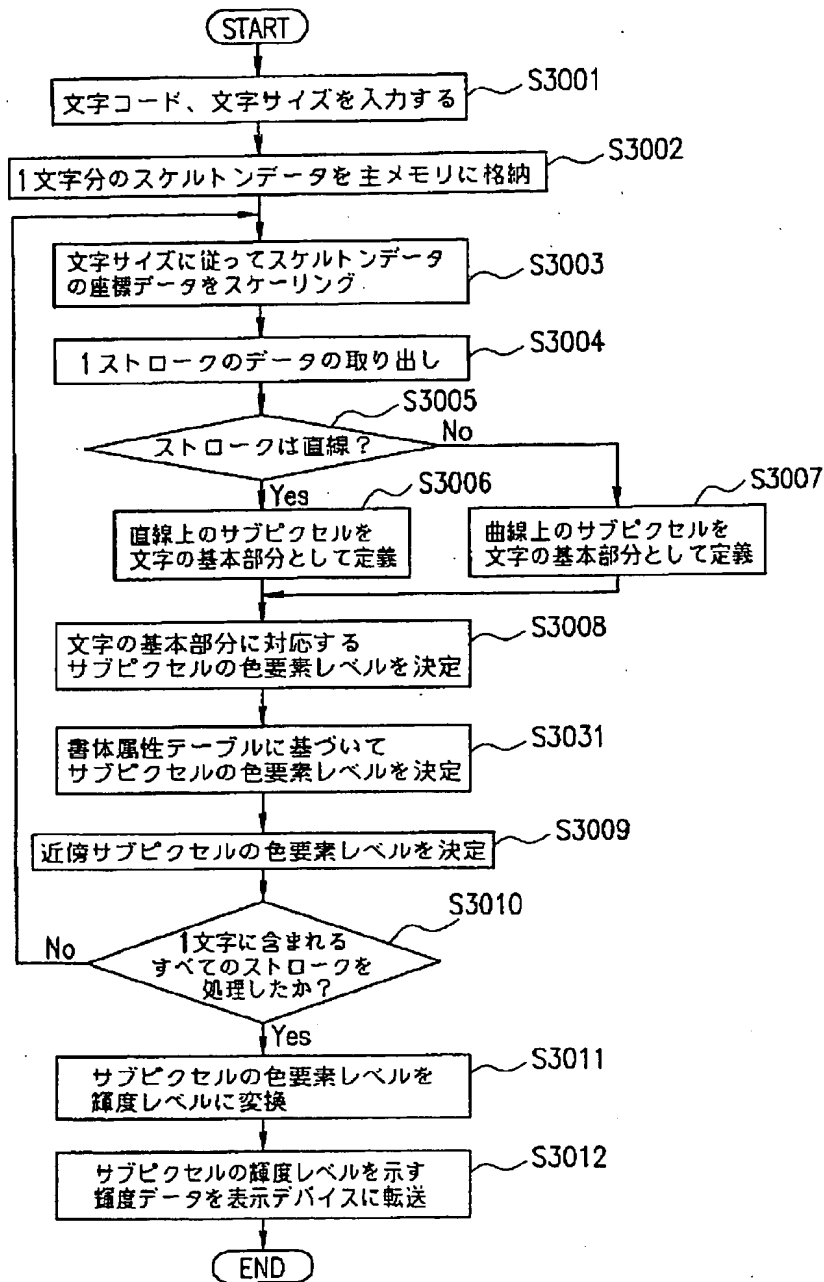 START
文字コード、文字サイズを入力する
S3001
1文字分のスケルトンデータを主メモリに格納
S3002
文字サイズに従ってスケルトンデータ
の座標データをスケーリング
S3003
1ストロークのデータの取り出し
S3004
S3005
ストロークは直線?
No
Yes
S3006
S3007
直線上のサブピクセルを
文字の基本部分として定義
曲線上のサブピクセルを
文字の基本部分として定義
文字の基本部分に対応する
サブピクセルの色要素レベルを決定
S3008
書体属性テーブルに基づいて
サブピクセルの色要素レベルを決定
S3031
近傍サブピクセルの色要素レベルを決定
S3009
S3010
No
1文字に含まれる
すべてのストロークを
処理したか?
Yes
サブピクセルの色要素レベルを
輝度レベルに変換
S3011
サブピクセルの輝度レベルを示す
輝度データを表示デバイスに転送
S3012
END